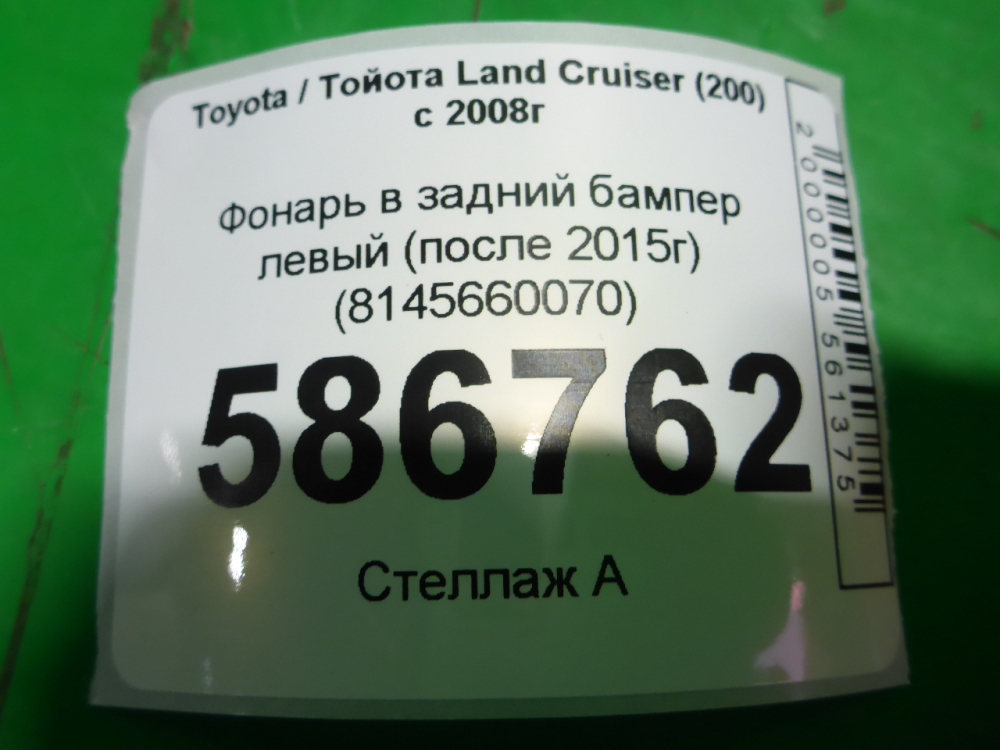 Toyota / Тойота Land Cruiser (200)
с 2008г
Фонарь в задний бампер
левый (после 2015г)
(8145660070)
586762
Стеллаж А
2000005561375